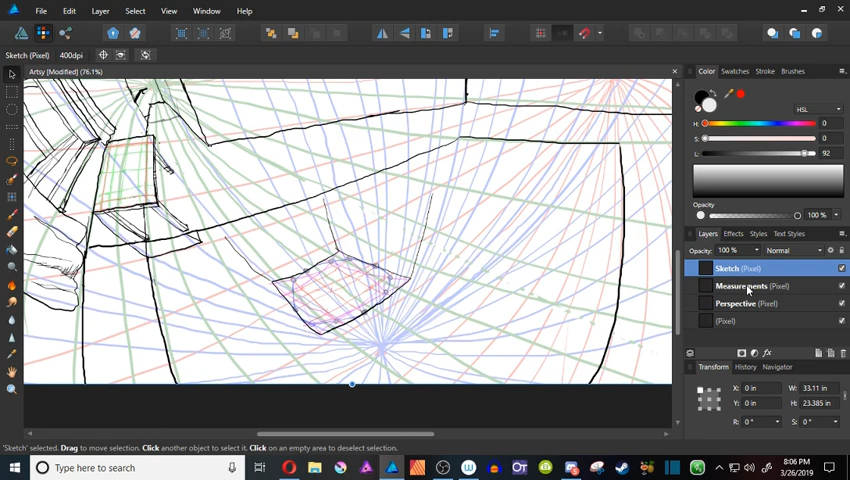 File Edit Text Layer Select Arrange View Window Help
Sketch (Pixel) 400dpi
Artsy [Modified] (76.1%)
Color Swatches Stroke Brushes
HSL
H: 0
S: 0
L: 92
Opacity
100 %
Layers Effects Styles Text Styles
Opacity: 100 % Normal
Sketch (Pixel)
Measurements (Pixel)
Perspective (Pixel)
(Pixel)
Transform History Navigator
X: 0 in W: 33.11 in
Y: 0 in H: 23.385 in
R: 0° S: 0°
'Sketch' selected. Drag to move selection. Click another object to select it. Click on an empty area to deselect selection.
Type here to search
8:06 PM
3/26/2019